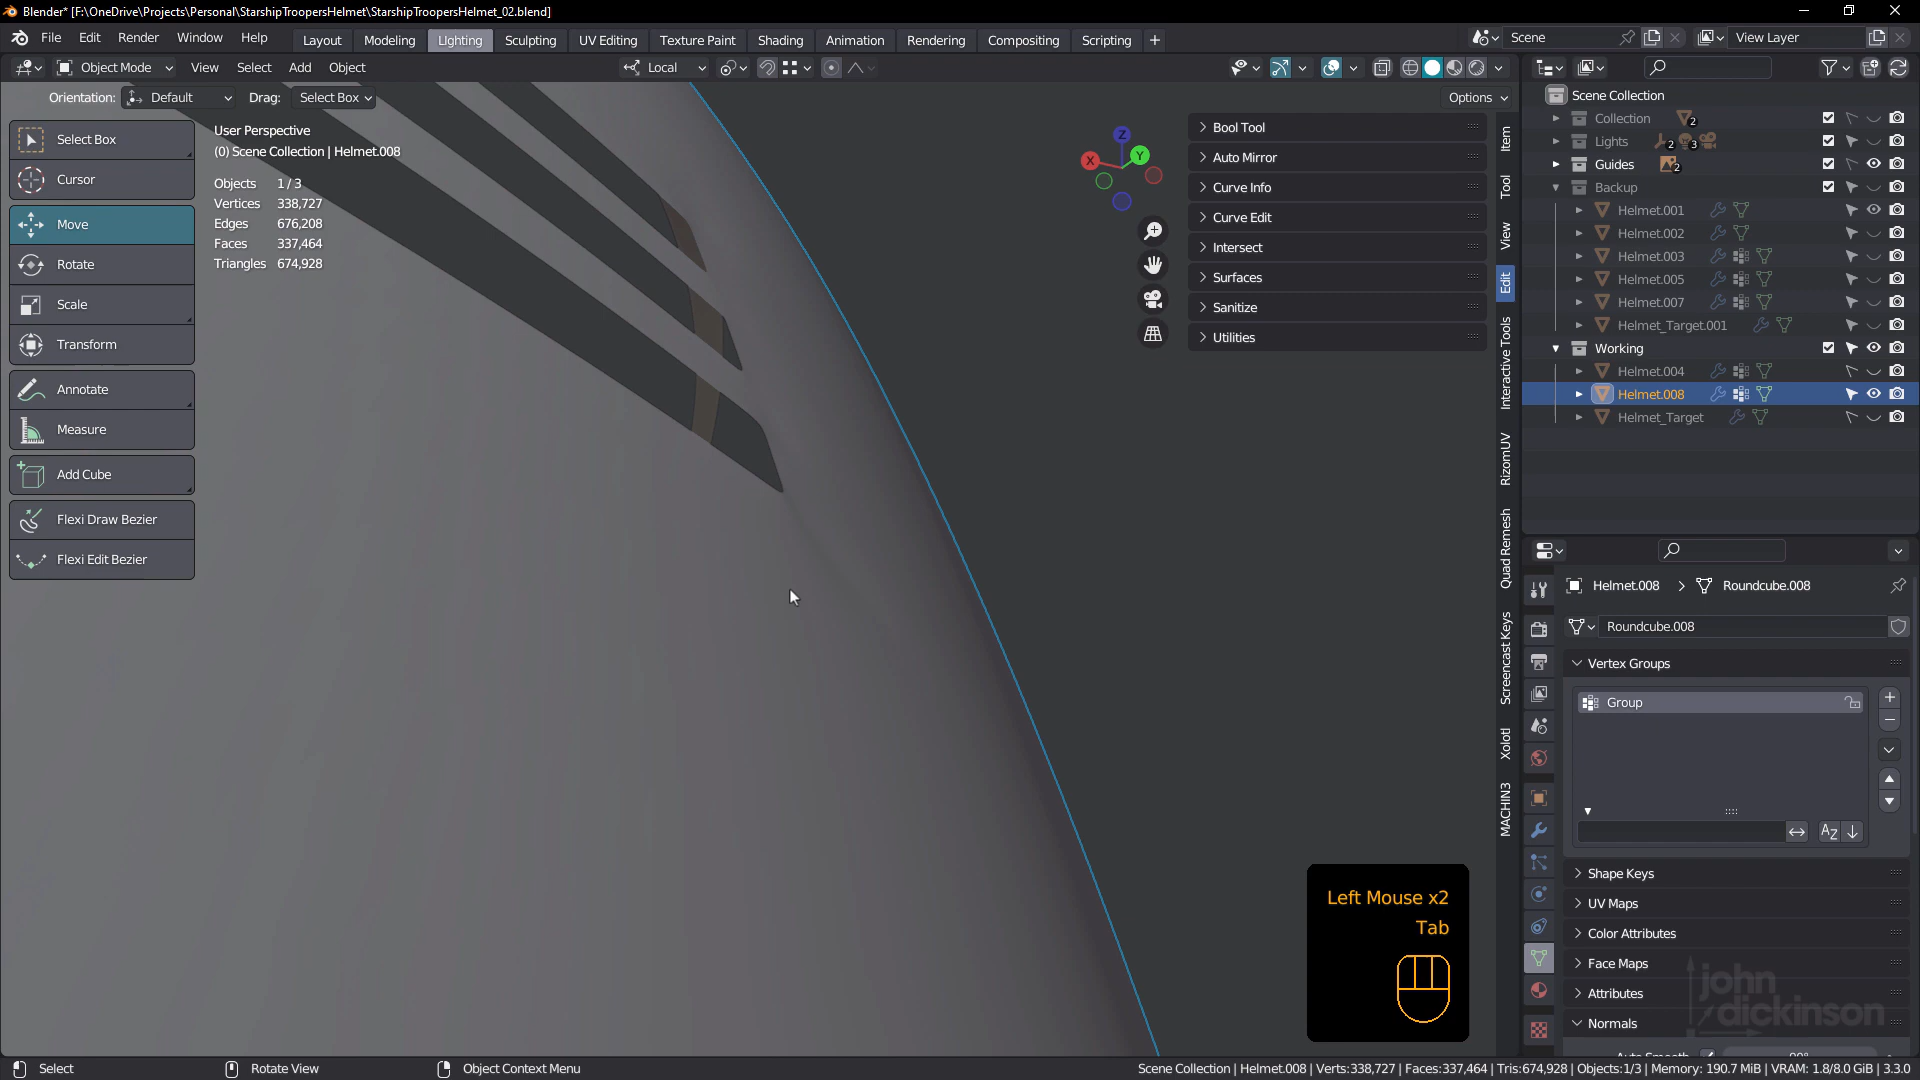 Blender* [F:\OneDrive\Projects\Personal\StarshipTroopersHelmet\StarshipTroopersHelmet_02.blend]
File Edit Render Window Help Layout Modeling Lighting Sculpting UV Editing Texture Paint Shading Animation Rendering Compositing Scripting + Scene View Layer
Object Mode View Select Add Object Local
Orientation: Default Drag: Select Box Options
Select Box
Cursor
Move
Rotate
Scale
Transform
Annotate
Measure
Add Cube
Flexi Draw Bezier
Flexi Edit Bezier
User Perspective
(0) Scene Collection | Helmet.008
Objects 1 / 3
Vertices 338,727
Edges 676,208
Faces 337,464
Triangles 674,928
Z
X
Y
Bool Tool
Auto Mirror
Curve Info
Curve Edit
Intersect
Surfaces
Sanitize
Utilities
Item
Tool
View
Edit
Interactive Tools
RizomUV
Quad Remesh
Screencast Keys
Xolotl
MACHIN3
Scene Collection
Collection 2
Lights 2 3
Guides 2
Backup
Helmet.001
Helmet.002
Helmet.003
Helmet.005
Helmet.007
Helmet_Target.001
Working
Helmet.004
Helmet.008
Helmet_Target
Helmet.008 Roundcube.008
Roundcube.008
Vertex Groups
Group
Shape Keys
UV Maps
Color Attributes
Face Maps
Attributes
Normals
Left Mouse x2
Tab
john
dickinson
Select Rotate View Object Context Menu Scene Collection | Helmet.008 | Verts:338,727 | Faces:337,464 | Tris:674,928 | Objects:1/3 | Memory: 190.7 MiB | VRAM: 1.8/8.0 GiB | 3.3.0